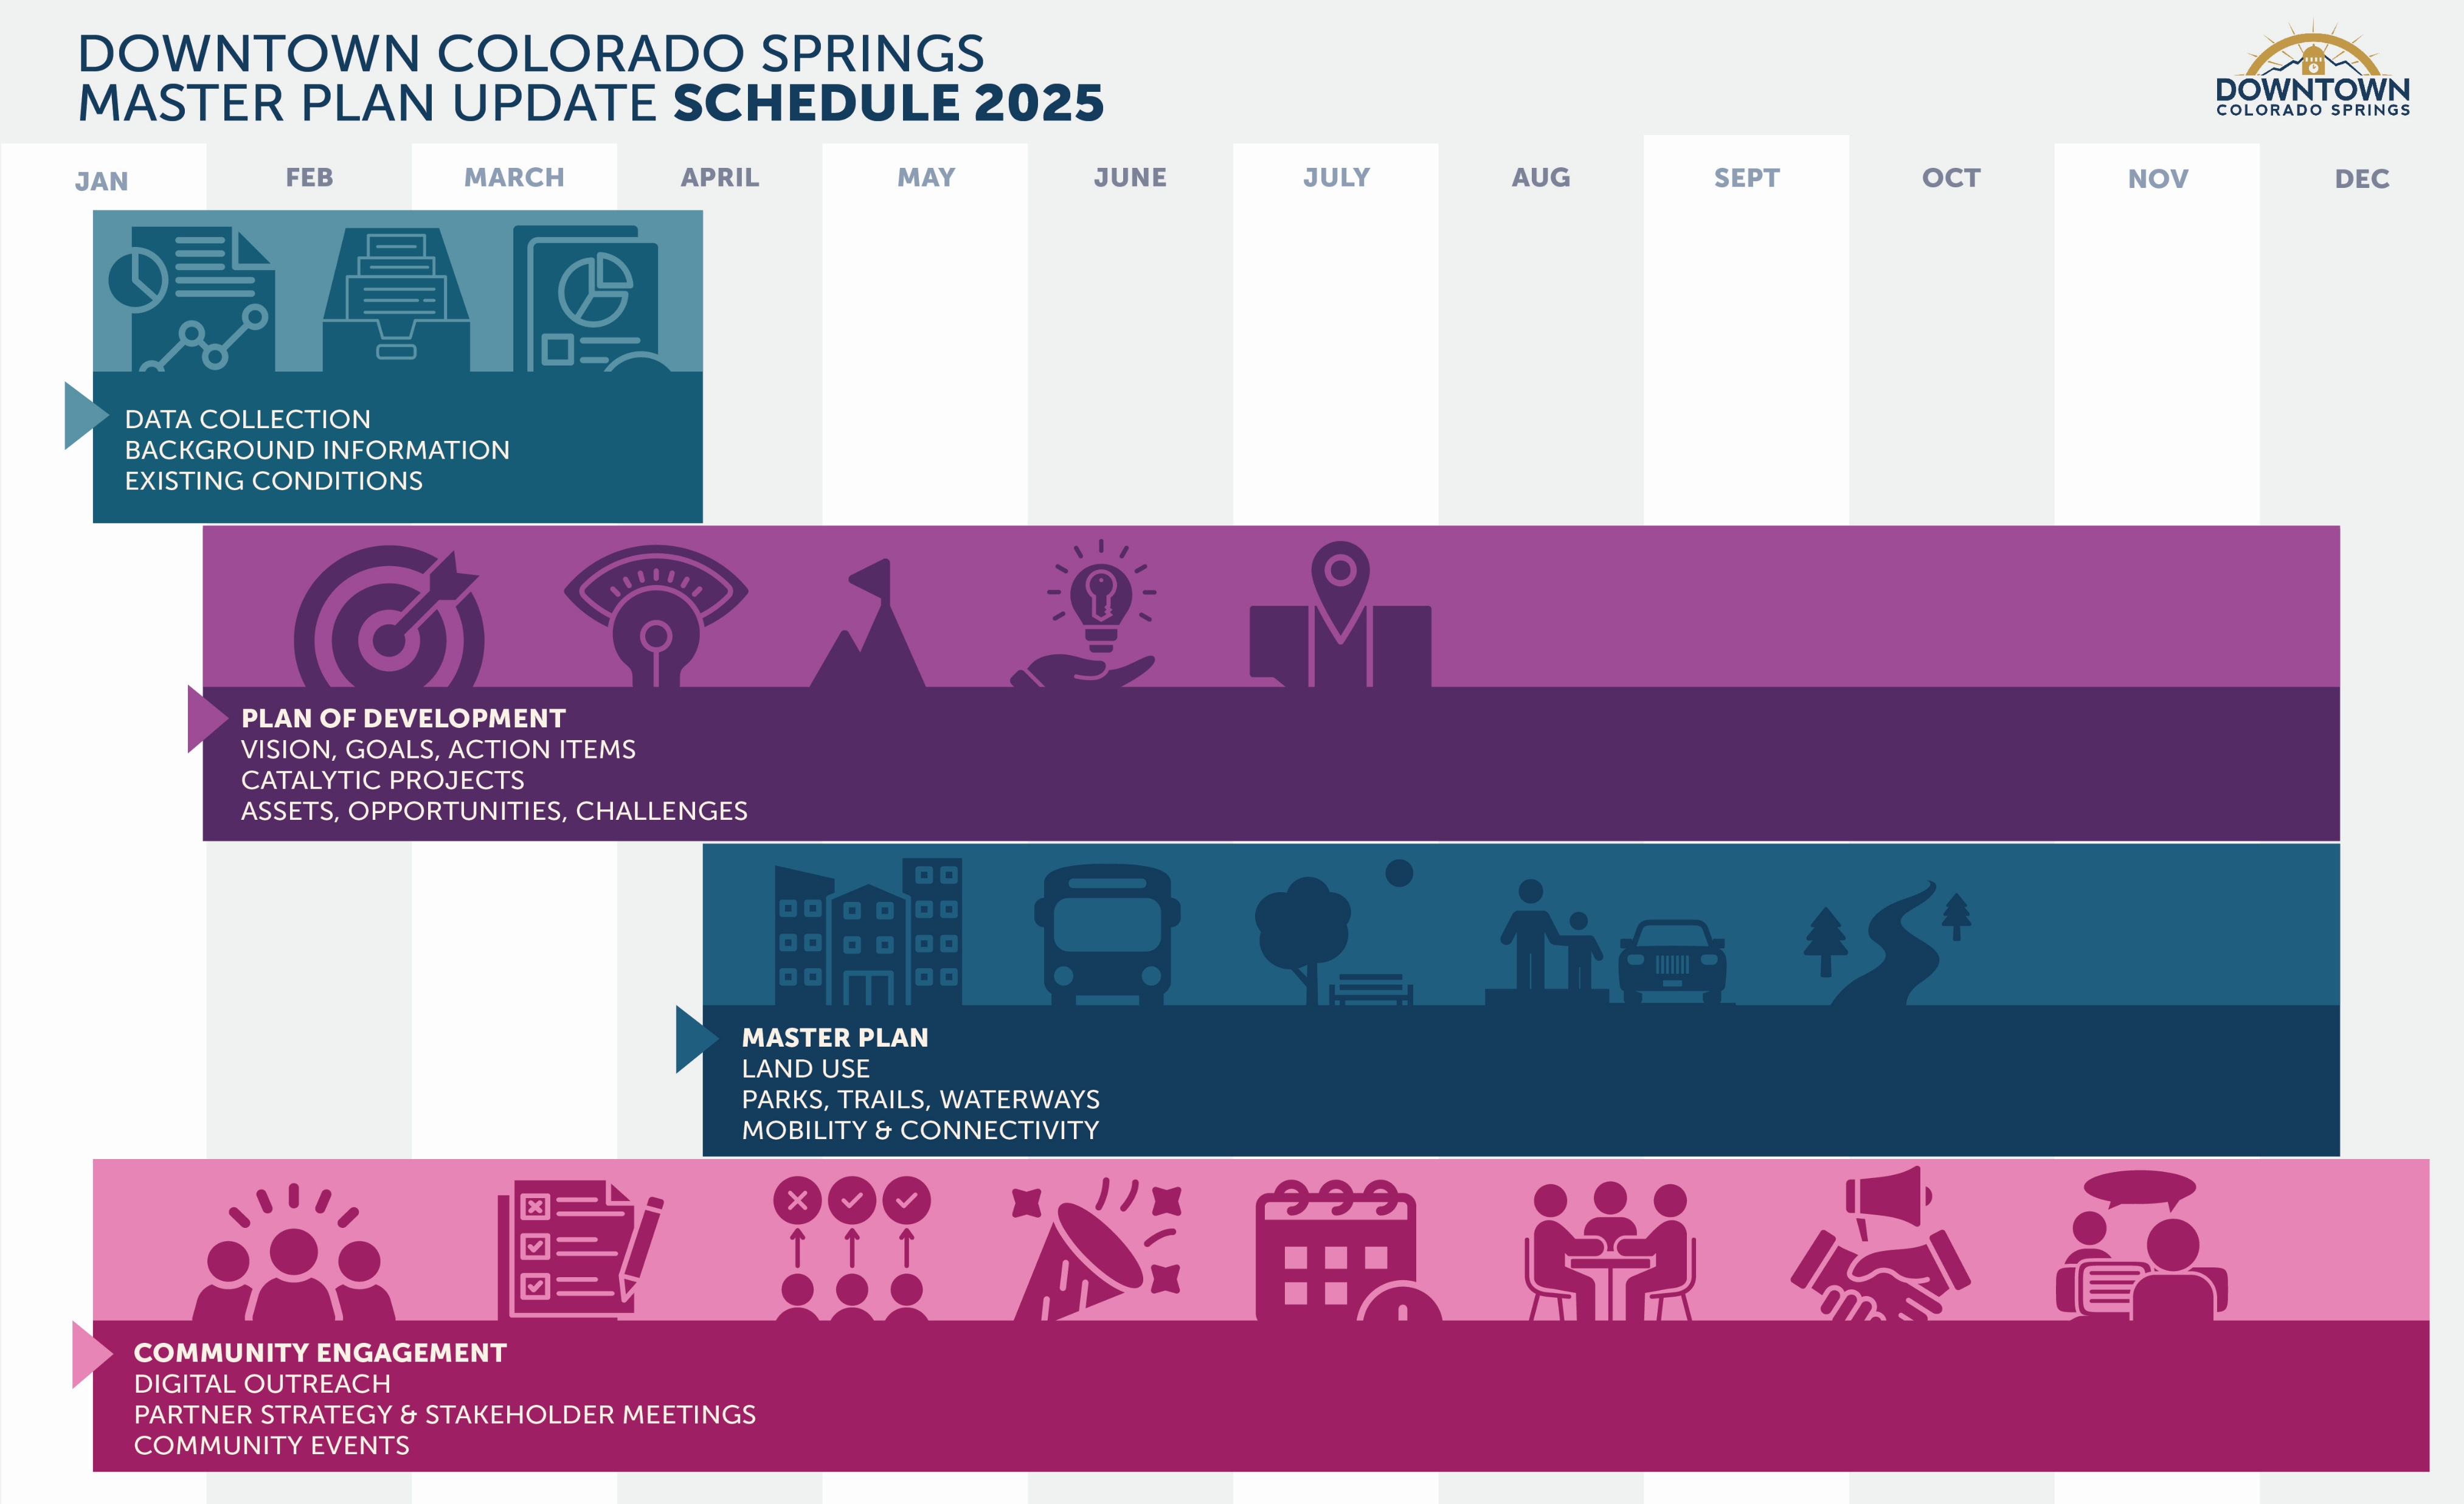 DOWNTOWN COLORADO SPRINGS
MASTER PLAN UPDATE SCHEDULE 2025
DOWNTOWN
COLORADO SPRINGS
JAN
FEB
MARCH
APRIL
MAY
JUNE
JULY
AUG
SEPT
OCT
NOV
DEC
DATA COLLECTION
BACKGROUND INFORMATION
EXISTING CONDITIONS
PLAN OF DEVELOPMENT
VISION, GOALS, ACTION ITEMS
CATALYTIC PROJECTS
ASSETS, OPPORTUNITIES, CHALLENGES
MASTER PLAN
LAND USE
PARKS, TRAILS, WATERWAYS
MOBILITY & CONNECTIVITY
COMMUNITY ENGAGEMENT
DIGITAL OUTREACH
PARTNER STRATEGY & STAKEHOLDER MEETINGS
COMMUNITY EVENTS